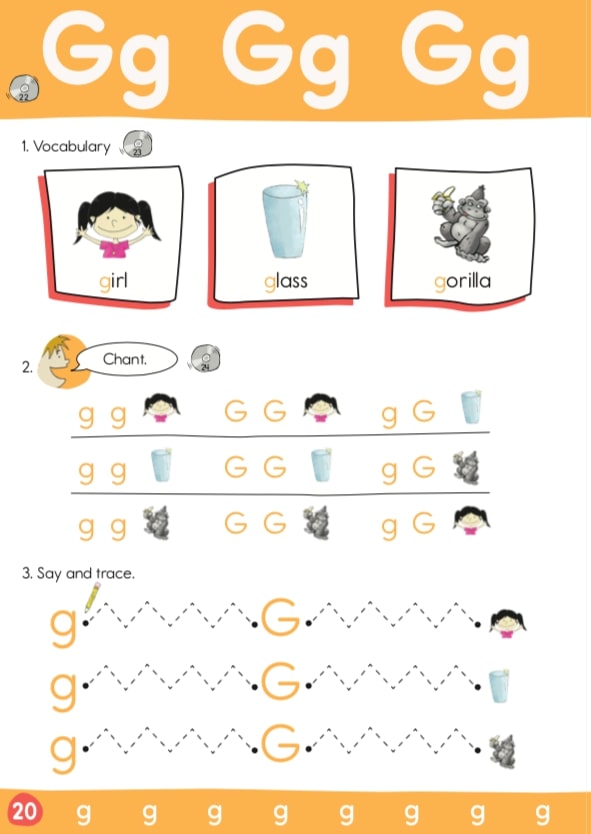 Gg Gg Gg
22
1. Vocabulary 23
girl glass gorilla
2. Chant. 24
g g G G g G
g g G G g G
g g G G g G
3. Say and trace.
g G
g G
g G
20 g g g g g g g g